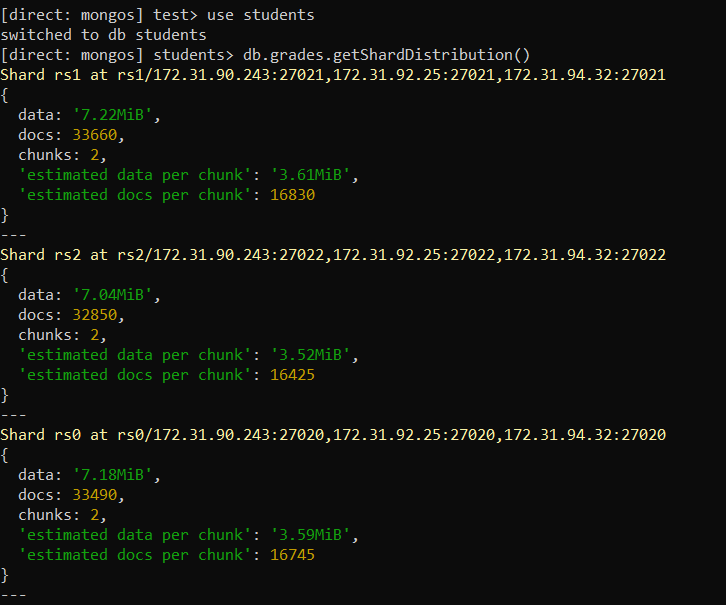 [direct: mongos] test> use students
switched to db students
[direct: mongos] students> db.grades.getShardDistribution()
Shard rs1 at rs1/172.31.90.243:27021,172.31.92.25:27021,172.31.94.32:27021
{
  data: '7.22MiB',
  docs: 33660,
  chunks: 2,
  'estimated data per chunk': '3.61MiB',
  'estimated docs per chunk': 16830
}
---
Shard rs2 at rs2/172.31.90.243:27022,172.31.92.25:27022,172.31.94.32:27022
{
  data: '7.04MiB',
  docs: 32850,
  chunks: 2,
  'estimated data per chunk': '3.52MiB',
  'estimated docs per chunk': 16425
}
---
Shard rs0 at rs0/172.31.90.243:27020,172.31.92.25:27020,172.31.94.32:27020
{
  data: '7.18MiB',
  docs: 33490,
  chunks: 2,
  'estimated data per chunk': '3.59MiB',
  'estimated docs per chunk': 16745
}
---